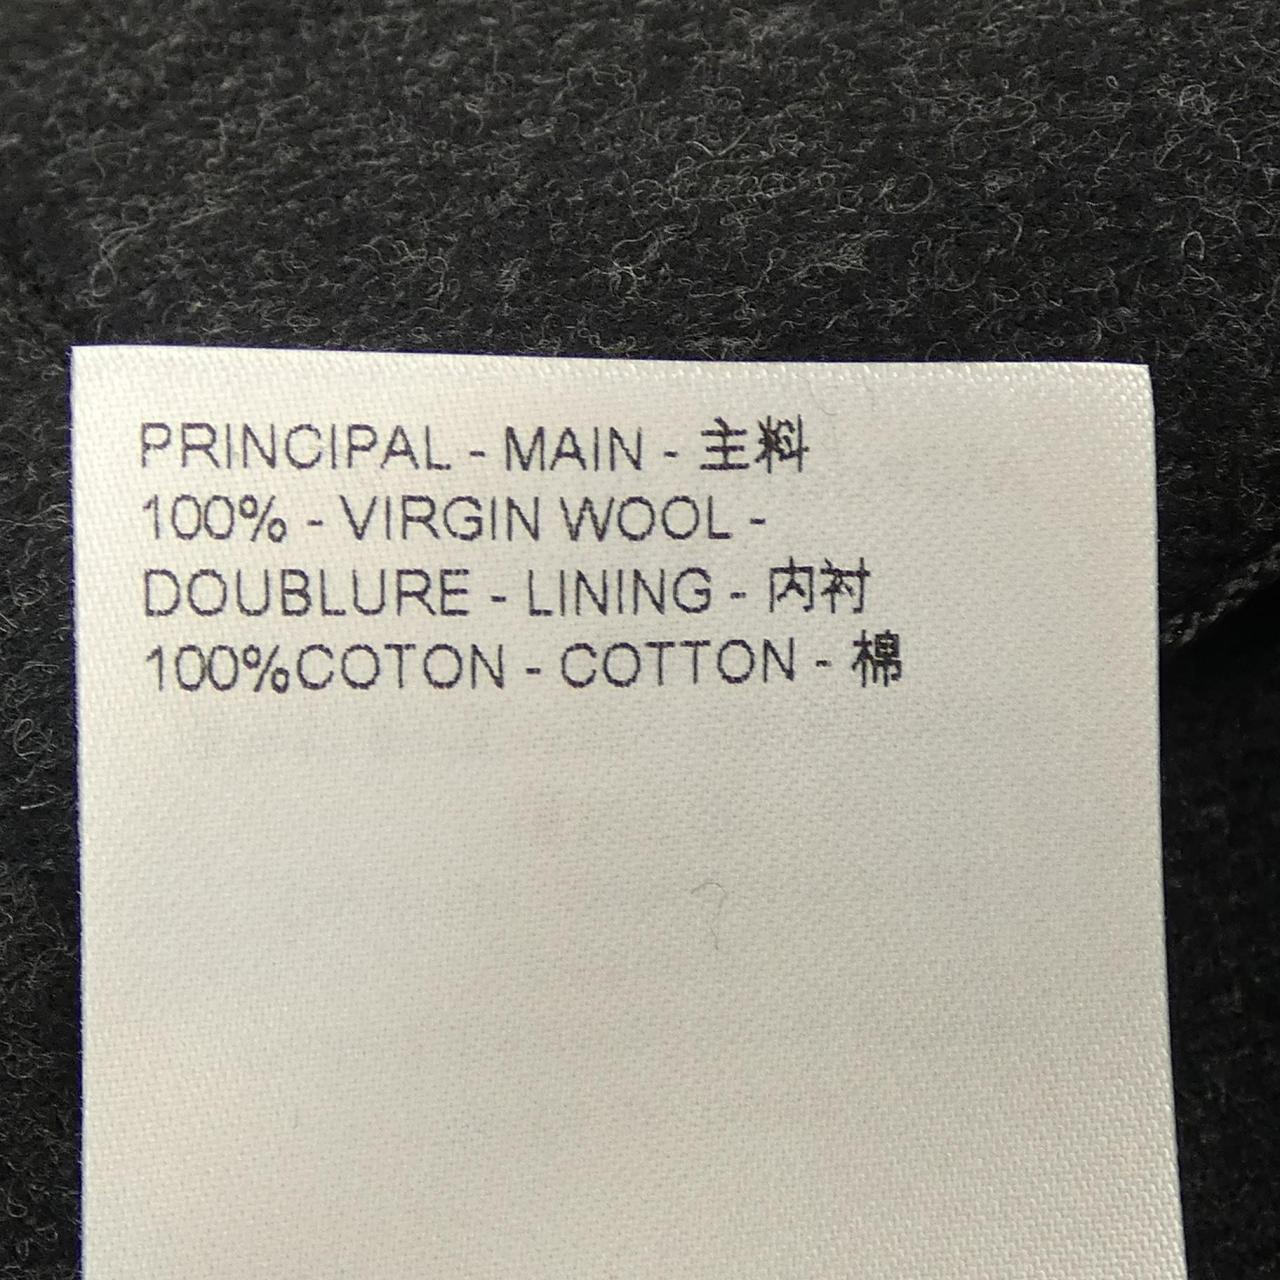 PRINCIPAL - MAIN - 主料
100% - VIRGIN WOOL -
DOUBLURE - LINING - 内衬
100%COTON - COTTON - 棉